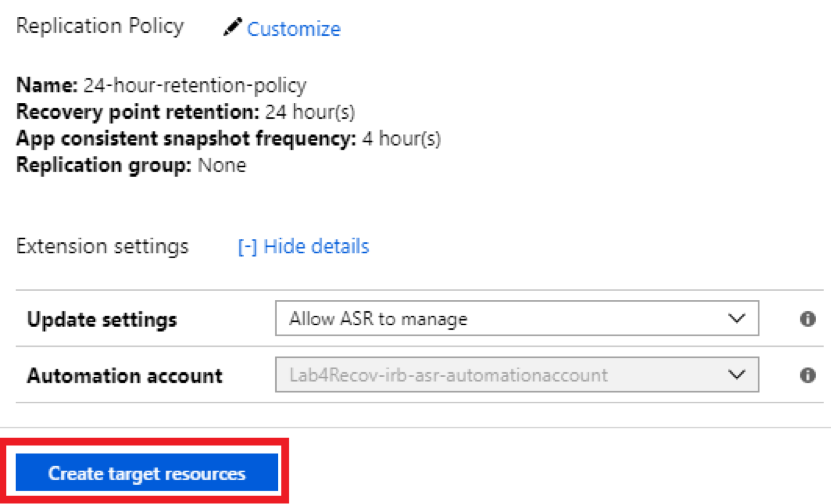 Replication Policy Customize
Name: 24-hour-retention-policy
Recovery point retention: 24 hour(s)
App consistent snapshot frequency: 4 hour(s)
Replication group: None
Extension settings [-] Hide details
Update settings Allow ASR to manage
Automation account Lab4Recov-irb-asr-automationaccount
Create target resources